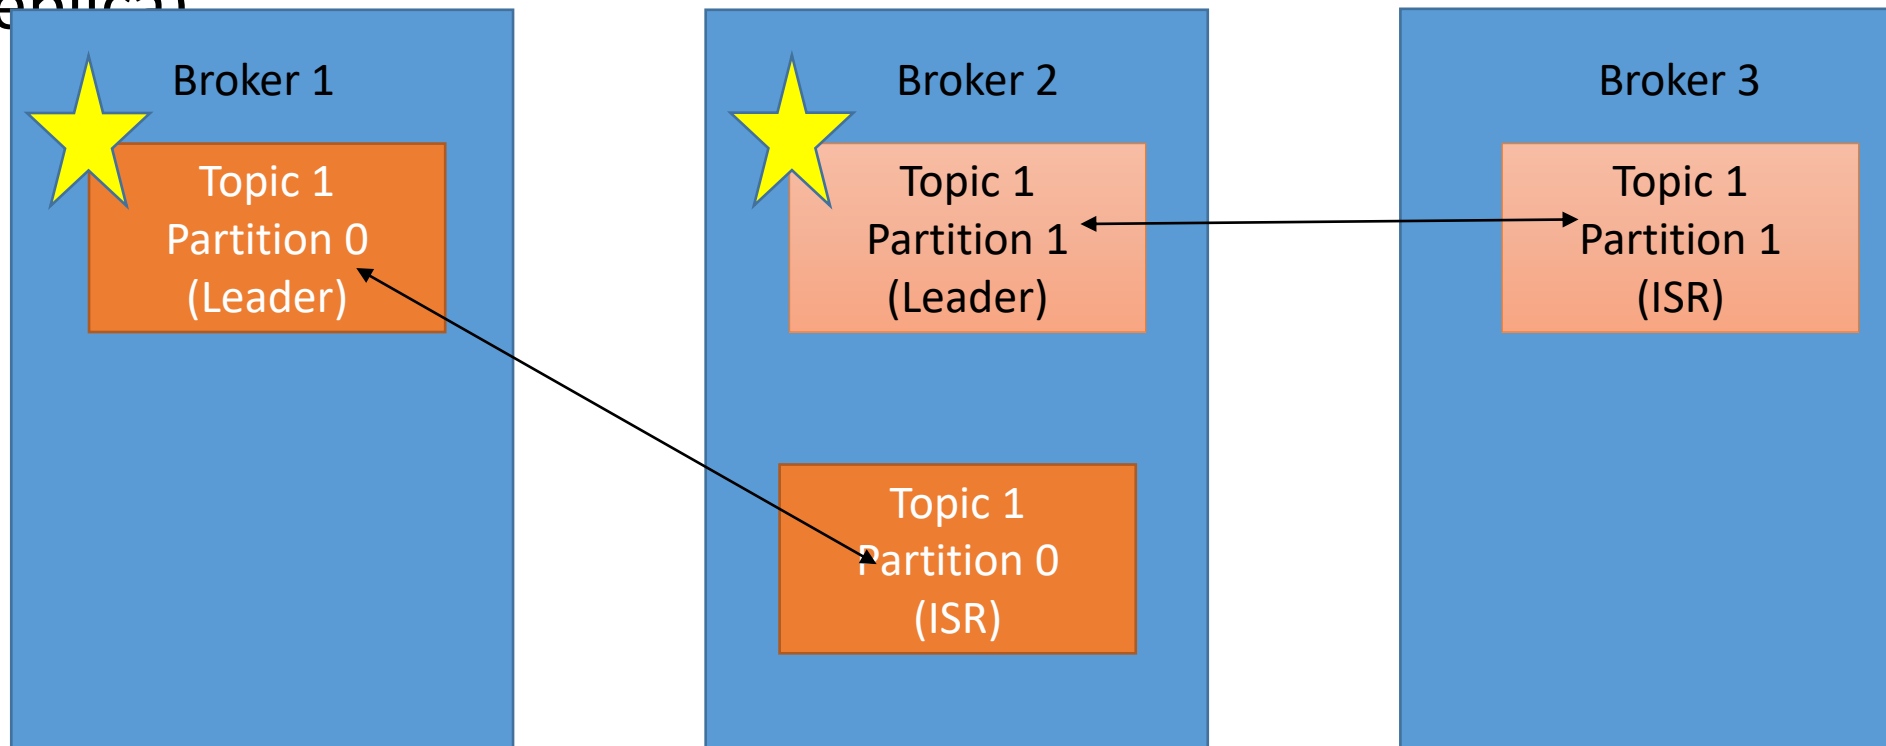 Broker 1
Topic 1
Partition 0
(Leader)
Broker 2
Topic 1
Partition 1
(Leader)
Topic 1
Partition 0
(ISR)
Broker 3
Topic 1
Partition 1
(ISR)